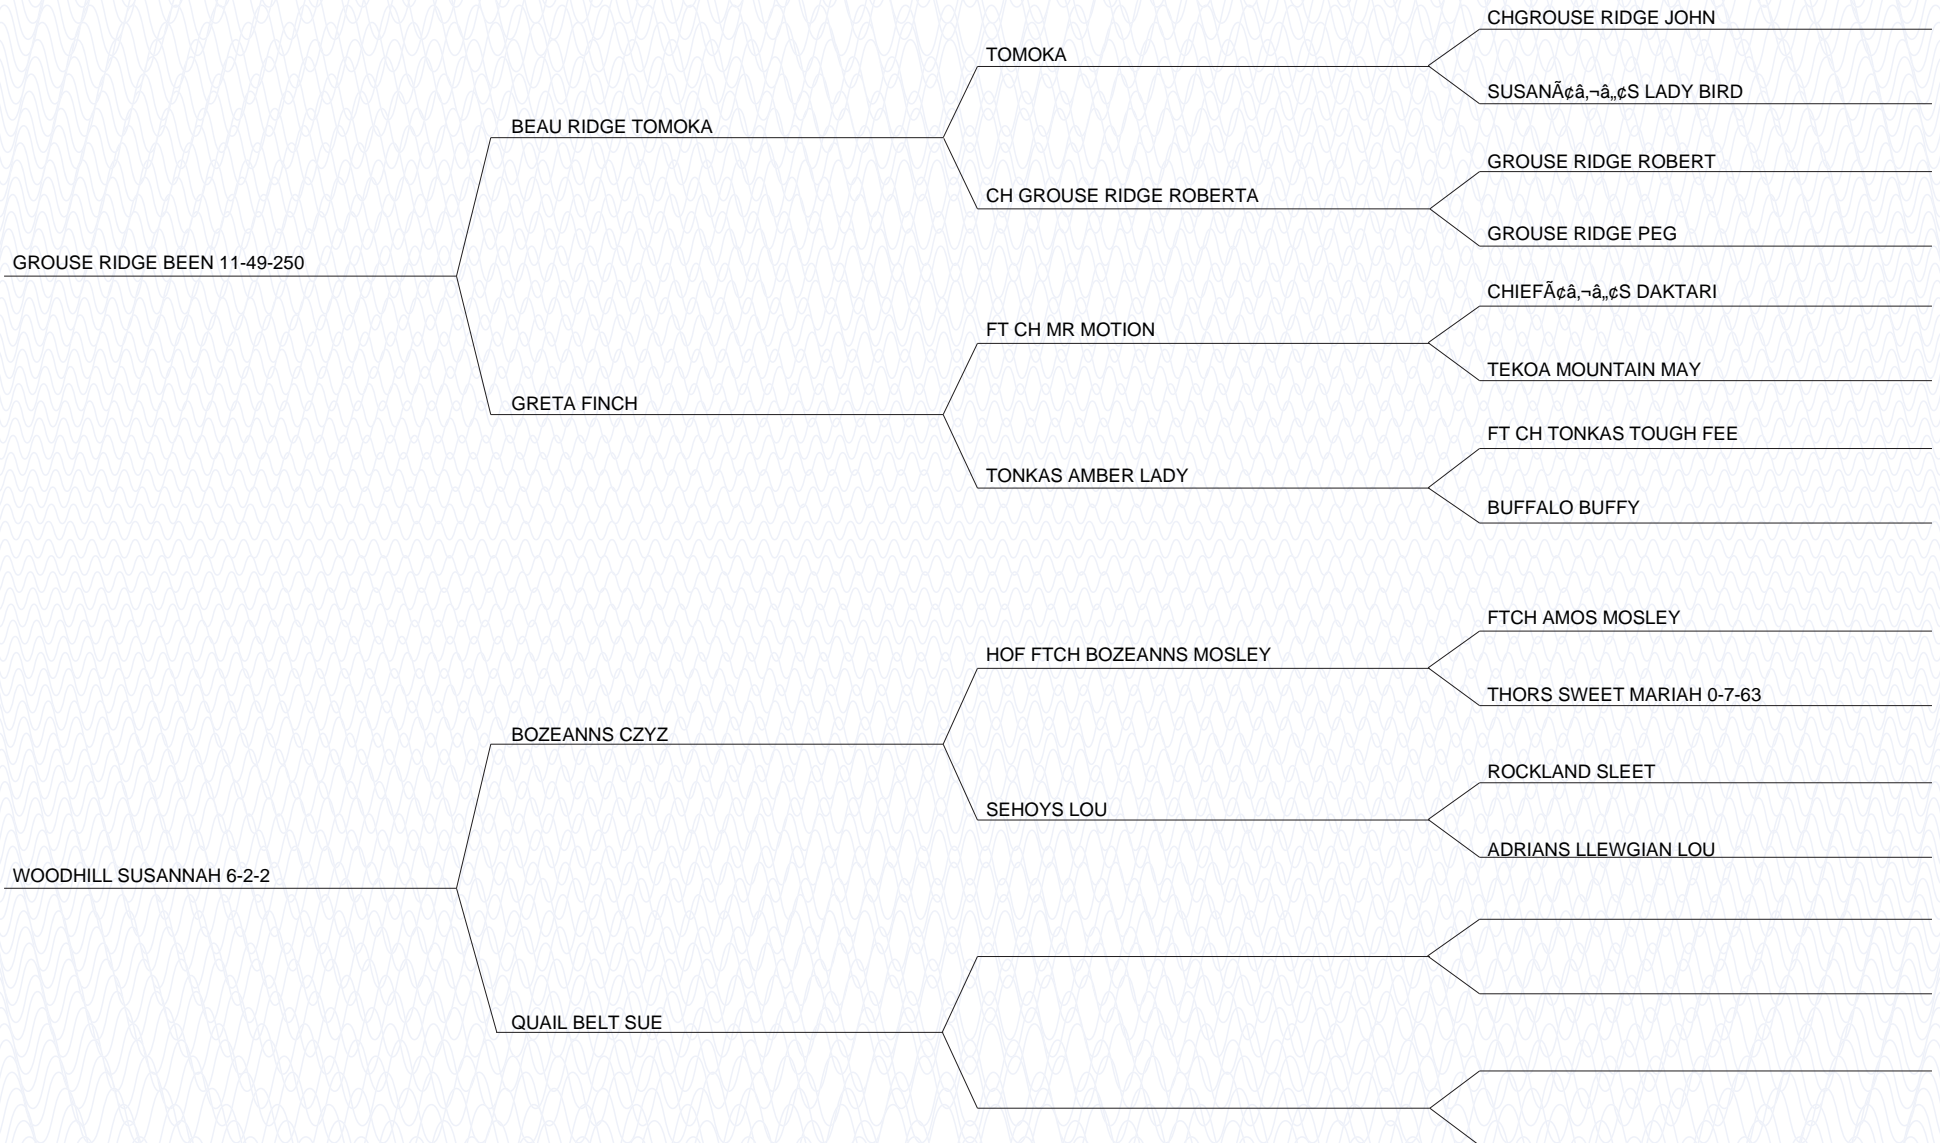 CHGROUSE RIDGE JOHN
TOMOKA
SUSANÃ¢â‚¬â„¢S LADY BIRD
BEAU RIDGE TOMOKA
GROUSE RIDGE ROBERT
CH GROUSE RIDGE ROBERTA
GROUSE RIDGE PEG
GROUSE RIDGE BEEN 11-49-250
CHIEFÃ¢â‚¬â„¢S DAKTARI
FT CH MR MOTION
TEKOA MOUNTAIN MAY
GRETA FINCH
FT CH TONKAS TOUGH FEE
TONKAS AMBER LADY
BUFFALO BUFFY
FTCH AMOS MOSLEY
HOF FTCH BOZEANNS MOSLEY
THORS SWEET MARIAH 0-7-63
BOZEANNS CZYZ
ROCKLAND SLEET
SEHOYS LOU
ADRIANS LLEWGIAN LOU
WOODHILL SUSANNAH 6-2-2
QUAIL BELT SUE